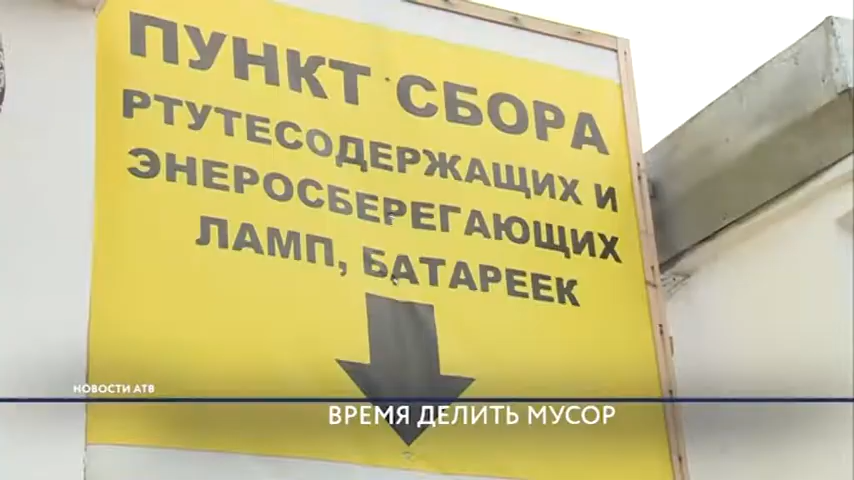 ПУНКТ СБОРА
РТУТЕСОДЕРЖАЩИХ И
ЭНЕРОСБЕРЕГАЮЩИХ
ЛАМП, БАТАРЕЕК
НОВОСТИ АТВ
ВРЕМЯ ДЕЛИТЬ МУСОР